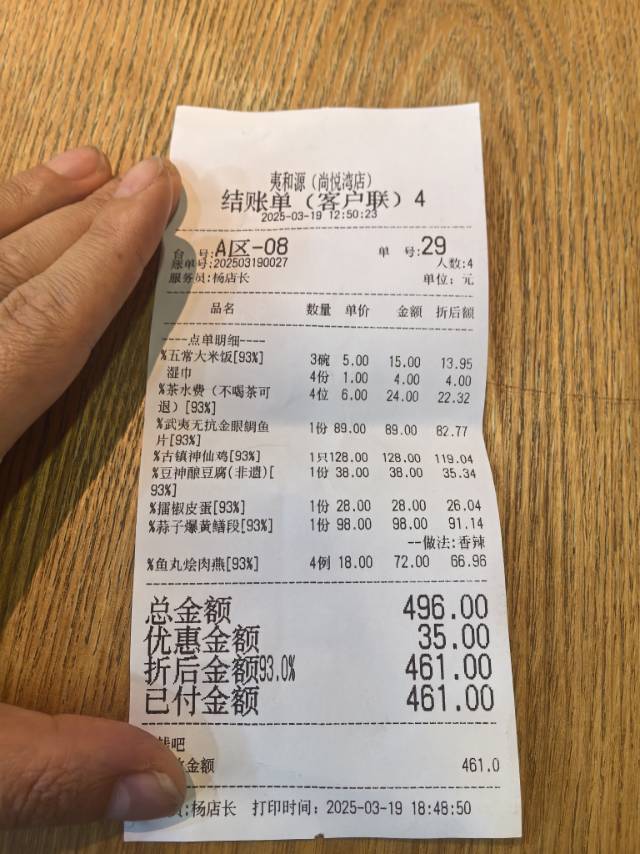 夷和源（尚悦湾店）
结账单（客户联）4
2025-03-19 12:50:23
台 号:A区-08 单 号:29
账单号:202503190027 人数:4
服务员:杨店长 单位: 元
品名 数量 单价 金额 折后额
----点单明细----
%五常大米饭[93%] 3碗 5.00 15.00 13.95
湿巾 4份 1.00 4.00 4.00
%茶水费（不喝茶可 4位 6.00 24.00 22.32
退）[93%]
%武夷无抗金眼鲷鱼 1份 89.00 89.00 82.77
片[93%]
%古镇神仙鸡[93%] 1只128.00 128.00 119.04
%豆神酿豆腐(非遗)[ 1份 38.00 38.00 35.34
93%]
%擂椒皮蛋[93%] 1份 28.00 28.00 26.04
%蒜子爆黄鳝段[93%] 1份 98.00 98.00 91.14
--做法:香辣
%鱼丸烩肉燕[93%] 4例 18.00 72.00 66.96
总金额 496.00
优惠金额 35.00
折后金额93.0% 461.00
已付金额 461.00
钱吧
金额 461.0
员:杨店长 打印时间: 2025-03-19 18:48:50